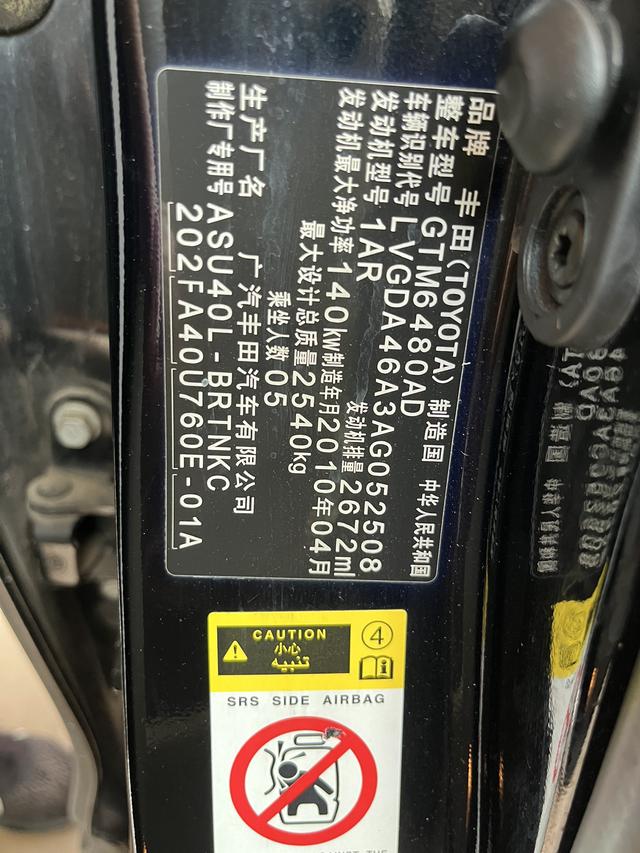 品牌 丰田(TOYOTA) 制造国 中华人民共和国
整车型号 GTM6480AD
车辆识别代号 LVGDA46A3AG052508
发动机型号 1AR 发动机排量 2672ml
发动机最大净功率 140kw 制造年月 2010年04月
最大设计总质量 2540kg
乘坐人数 05
生产厂名 广汽丰田汽车有限公司
制作厂专用号 ASU40L-BRTNKC
202FA40U760E-01A
CAUTION
小心
تنبيه
4
SRS SIDE AIRBAG